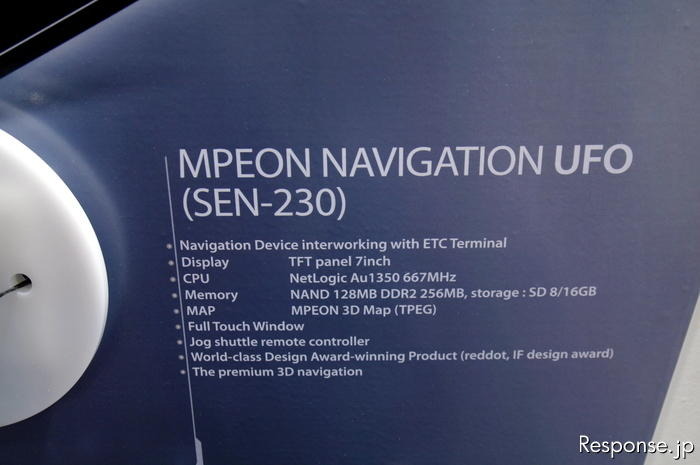 MPEON NAVIGATION UFO
(SEN-230)
Navigation Device interworking with ETC Terminal
Display TFT panel 7inch
CPU NetLogic Au1350 667MHz
Memory NAND 128MB DDR2 256MB, storage : SD 8/16GB
MAP MPEON 3D Map (TPEG)
Full Touch Window
Jog shuttle remote controller
World-class Design Award-winning Product (reddot, IF design award)
The premium 3D navigation
Response.jp